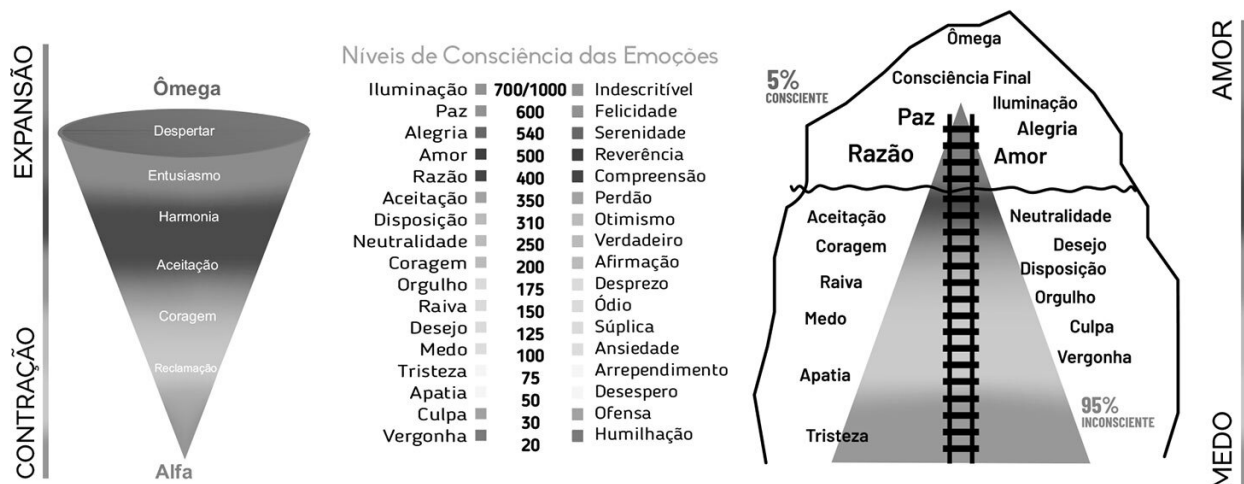 EXPANSÃO
CONTRAÇÃO
Ômega
Despertar
Entusiasmo
Harmonia
Aceitação
Coragem
Reclamação
Alfa
Níveis de Consciência das Emoções
Iluminação 700/1000 Indescritível
Paz 600 Felicidade
Alegria 540 Serenidade
Amor 500 Reverência
Razão 400 Compreensão
Aceitação 350 Perdão
Disposição 310 Otimismo
Neutralidade 250 Verdadeiro
Coragem 200 Afirmação
Orgulho 175 Desprezo
Raiva 150 Ódio
Desejo 125 Súplica
Medo 100 Ansiedade
Tristeza 75 Arrependimento
Apatia 50 Desespero
Culpa 30 Ofensa
Vergonha 20 Humilhação
5%
CONSCIENTE
Ômega
Consciência Final
Iluminação
Paz
Alegria
Razão
Amor
Aceitação
Neutralidade
Coragem
Desejo
Disposição
Raiva
Orgulho
Medo
Culpa
Vergonha
Apatia
95%
INCONSCIENTE
Tristeza
AMOR
MEDO